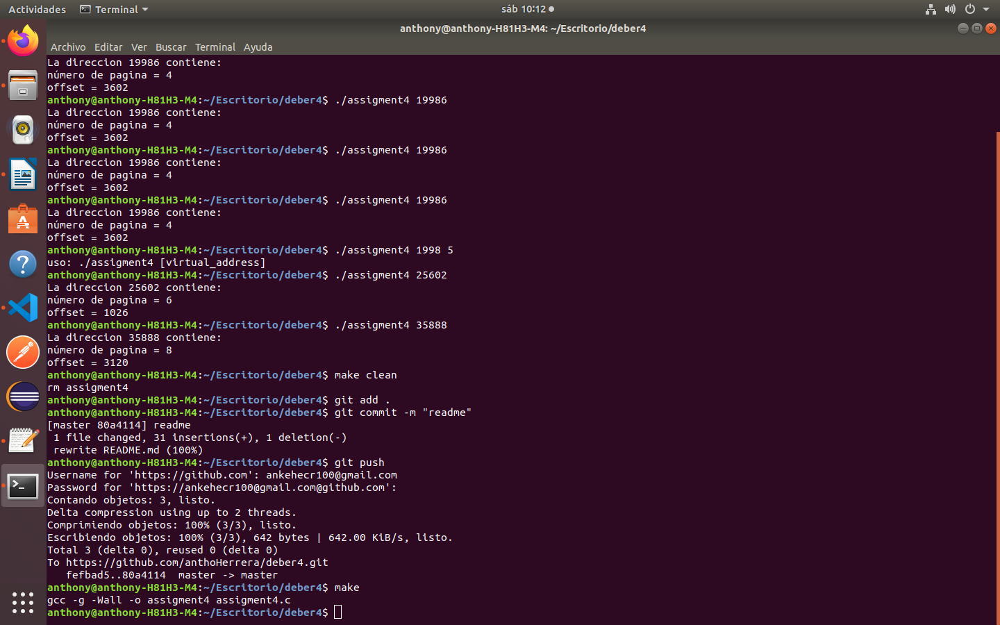 Actividades
Terminal
sáb 10:12
anthony@anthony-H81H3-M4: ~/Escritorio/deber4
Archivo Editar Ver Buscar Terminal Ayuda
La direccion 19986 contiene:
número de pagina = 4
offset = 3602
anthony@anthony-H81H3-M4:~/Escritorio/deber4$ ./assigment4 19986
La direccion 19986 contiene:
número de pagina = 4
offset = 3602
anthony@anthony-H81H3-M4:~/Escritorio/deber4$ ./assigment4 19986
La direccion 19986 contiene:
número de pagina = 4
offset = 3602
anthony@anthony-H81H3-M4:~/Escritorio/deber4$ ./assigment4 19986
La direccion 19986 contiene:
número de pagina = 4
offset = 3602
anthony@anthony-H81H3-M4:~/Escritorio/deber4$ ./assigment4 1998 5
uso: ./assigment4 [virtual_address]
anthony@anthony-H81H3-M4:~/Escritorio/deber4$ ./assigment4 25602
La direccion 25602 contiene:
número de pagina = 6
offset = 1026
anthony@anthony-H81H3-M4:~/Escritorio/deber4$ ./assigment4 35888
La direccion 35888 contiene:
número de pagina = 8
offset = 3120
anthony@anthony-H81H3-M4:~/Escritorio/deber4$ make clean
rm assigment4
anthony@anthony-H81H3-M4:~/Escritorio/deber4$ git add .
anthony@anthony-H81H3-M4:~/Escritorio/deber4$ git commit -m "readme"
[master 80a4114] readme
 1 file changed, 31 insertions(+), 1 deletion(-)
 rewrite README.md (100%)
anthony@anthony-H81H3-M4:~/Escritorio/deber4$ git push
Username for 'https://github.com': ankehecr100@gmail.com
Password for 'https://ankehecr100@gmail.com@github.com':
Contando objetos: 3, listo.
Delta compression using up to 2 threads.
Comprimiendo objetos: 100% (3/3), listo.
Escribiendo objetos: 100% (3/3), 642 bytes | 642.00 KiB/s, listo.
Total 3 (delta 0), reused 0 (delta 0)
To https://github.com/anthoHerrera/deber4.git
   fefbad5..80a4114  master -> master
anthony@anthony-H81H3-M4:~/Escritorio/deber4$ make
gcc -g -Wall -o assigment4 assigment4.c
anthony@anthony-H81H3-M4:~/Escritorio/deber4$